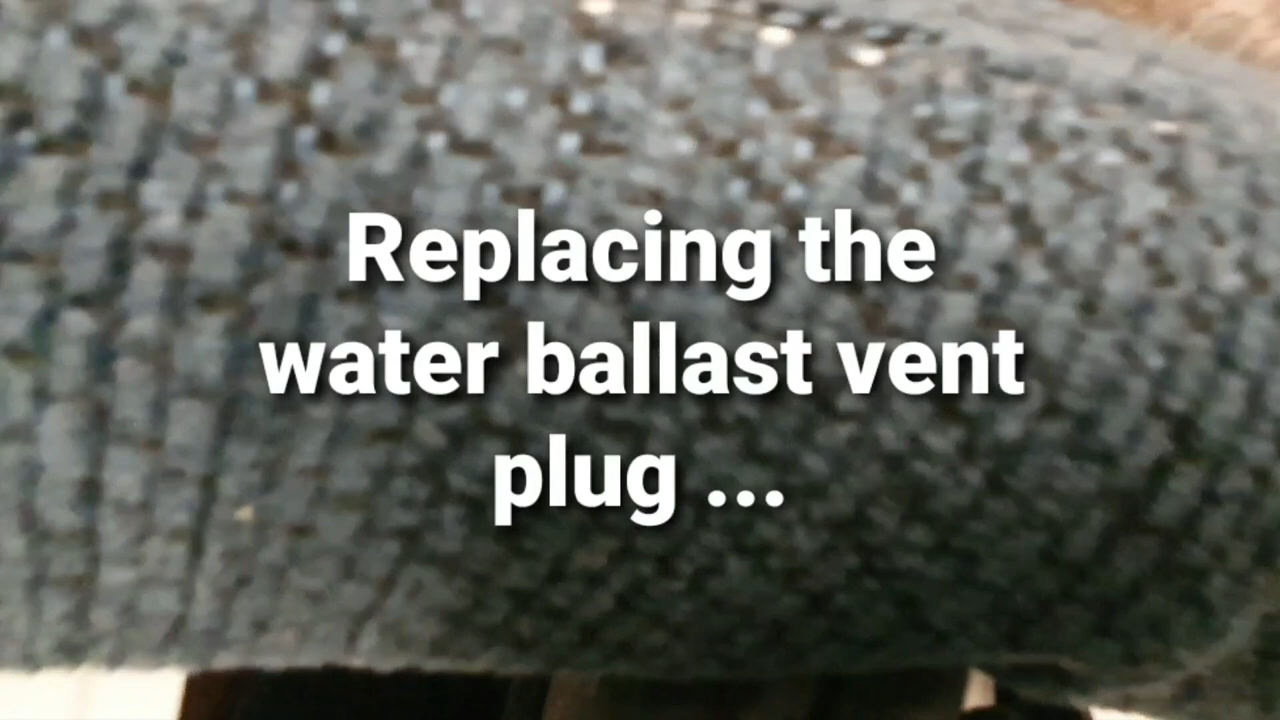 Replacing the
water ballast vent
plug ...